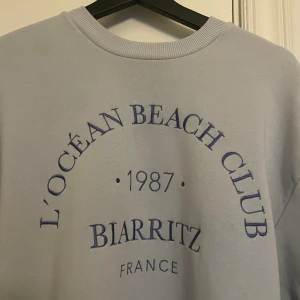 L'OCÉAN BEACH CLUB
· 1987 ·
BIARRITZ
FRANCE